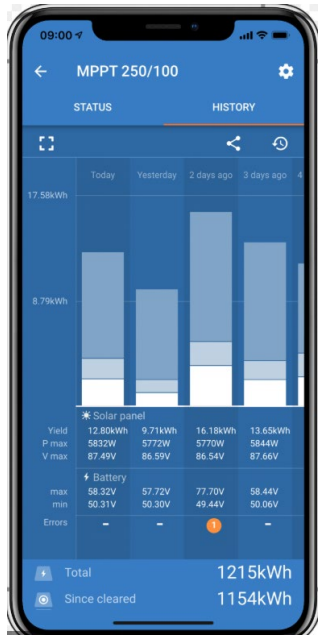 09:00
MPPT 250/100
STATUS HISTORY
Today Yesterday 2 days ago 3 days ago 4
17.58kWh
8.79kWh
Solar panel
Yield 12.80kWh 9.71kWh 16.18kWh 13.65kWh
P max 5832W 5772W 5770W 5844W
V max 87.49V 86.59V 86.54V 87.66V
Battery
max 58.32V 57.72V 77.70V 58.44V
min 50.31V 50.30V 49.44V 50.06V
Errors – – 1 –
Total 1215kWh
Since cleared 1154kWh